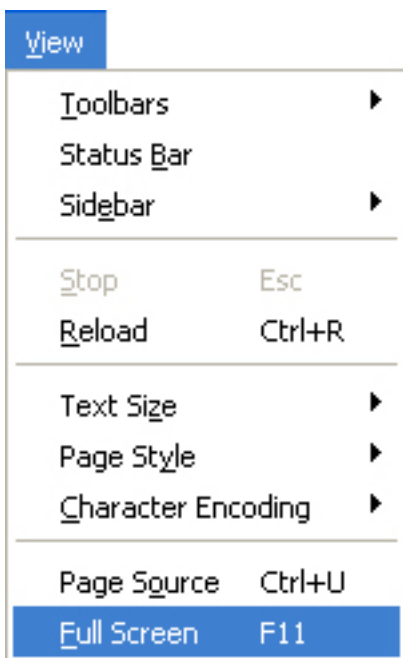 View
Toolbars
Status Bar
Sidebar
Stop Esc
Reload Ctrl+R
Text Size
Page Style
Character Encoding
Page Source Ctrl+U
Full Screen F11